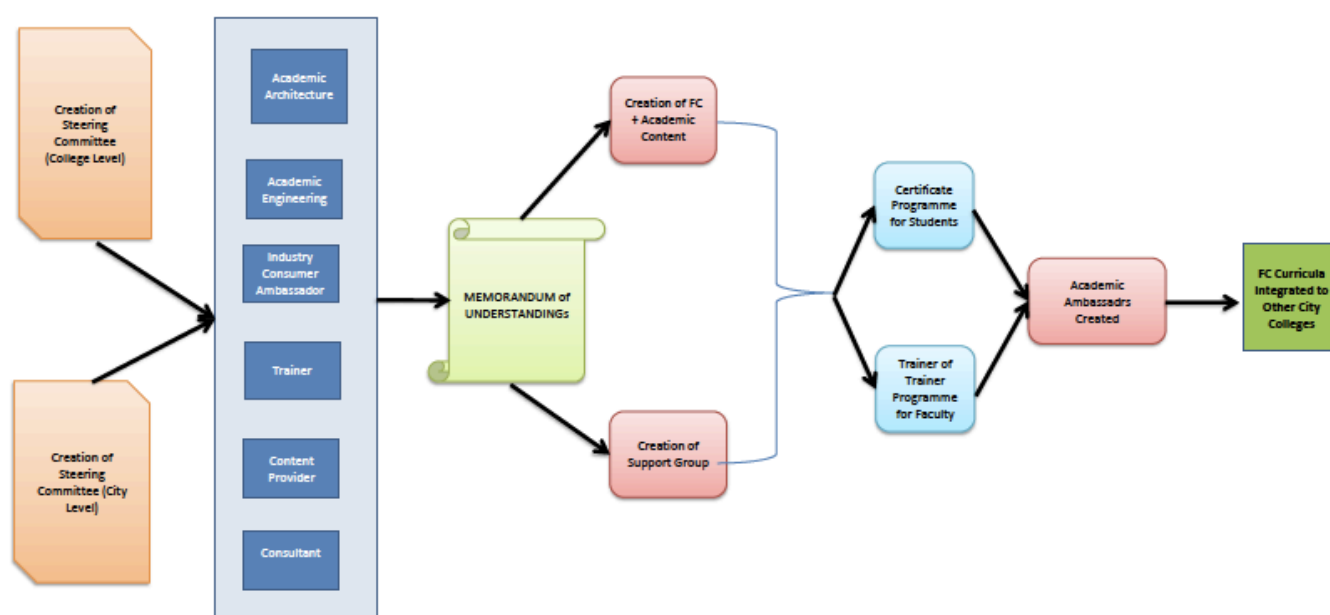 Creation of
Steering
Committee
(College Level)
Creation of
Steering
Committee (City
Level)
Academic
Architecture
Academic
Engineering
Industry
Consumer
Ambassador
Trainer
Content
Provider
Consultant
MEMORANDUM of
UNDERSTANDINGs
Creation of FC
+ Academic
Content
Creation of
Support Group
Certificate
Programme
for Students
Trainer of
Trainer
Programme
for Faculty
Academic
Ambassadrs
Created
FC Curricula
Integrated to
Other City
Colleges